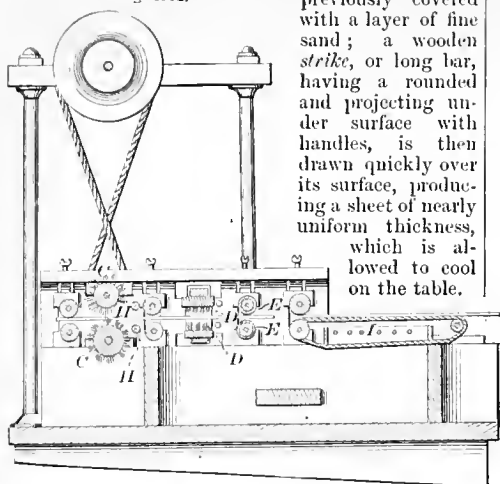 previously covered
with a layer of fine
sand ; a wooden
strike, or long bar,
having a rounded
and projecting un-
der surface with
handles, is then
drawn quickly over
its surface, produc-
ing a sheet of nearly
uniform thickness,
which is al-
lowed to cool
on the table.
C
H
D
E
E
I
C
H
D